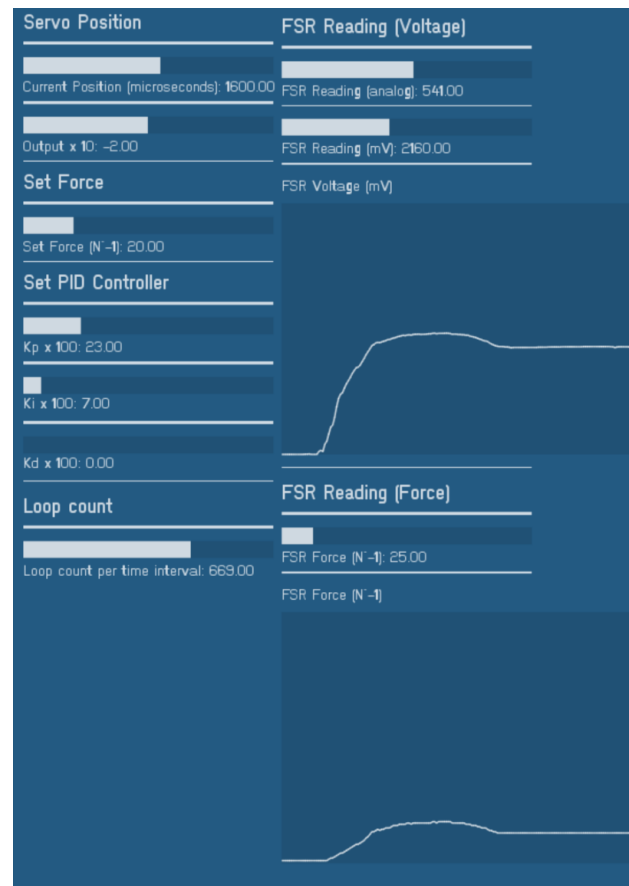 Servo Position
Current Position (microseconds): 1600.00
Output x 10: -2.00
Set Force
Set Force (N^-1): 20.00
Set PID Controller
Kp x 100: 23.00
Ki x 100: 7.00
Kd x 100: 0.00
Loop count
Loop count per time interval: 669.00
FSR Reading (Voltage)
FSR Reading (analog): 541.00
FSR Reading (mV): 2160.00
FSR Voltage (mV)
FSR Reading (Force)
FSR Force (N^-1): 25.00
FSR Force (N^-1)